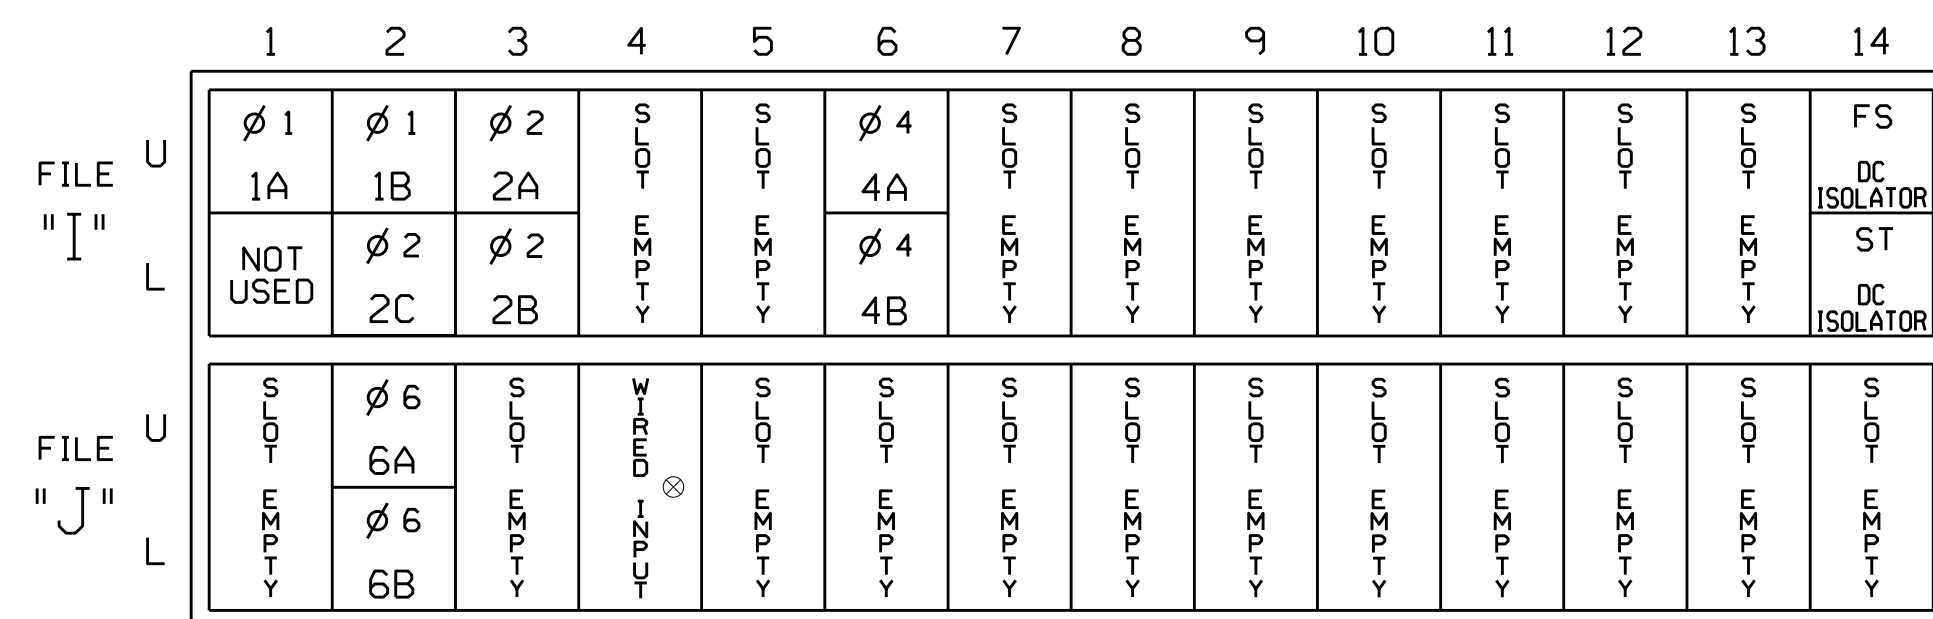 1 2 3 4 5 6 7 8 9 10 11 12 13 14
FILE "I"
U
L
Ø 1
1A
NOT
USED
Ø 1
1B
Ø 2
2C
Ø 2
2A
Ø 2
2B
SLOT EMPTY
SLOT EMPTY
Ø 4
4A
Ø 4
4B
SLOT EMPTY
SLOT EMPTY
SLOT EMPTY
SLOT EMPTY
SLOT EMPTY
SLOT EMPTY
SLOT EMPTY
FS
DC
ISOLATOR
ST
DC
ISOLATOR
FILE "J"
U
L
SLOT EMPTY
Ø 6
6A
Ø 6
6B
SLOT EMPTY
WIRED INPUT
SLOT EMPTY
SLOT EMPTY
SLOT EMPTY
SLOT EMPTY
SLOT EMPTY
SLOT EMPTY
SLOT EMPTY
SLOT EMPTY
SLOT EMPTY
SLOT EMPTY